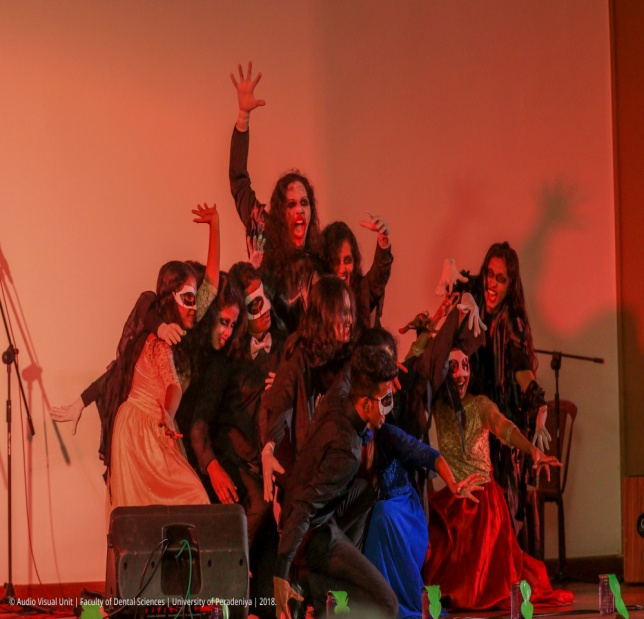 © Audio Visual Unit | Faculty of Dental Sciences | University of Peradeniya | 2018.